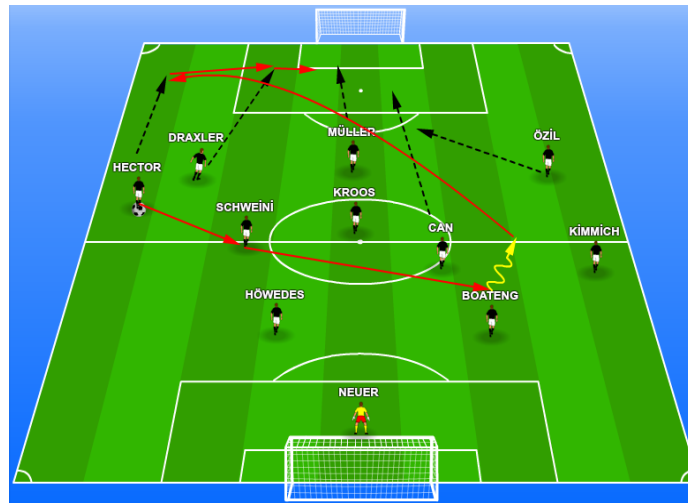 MÜLLER
ÖZİL
DRAXLER
HECTOR
KROOS
SCHWEİNİ
CAN
KİMMİCH
HÖWEDES
BOATENG
NEUER